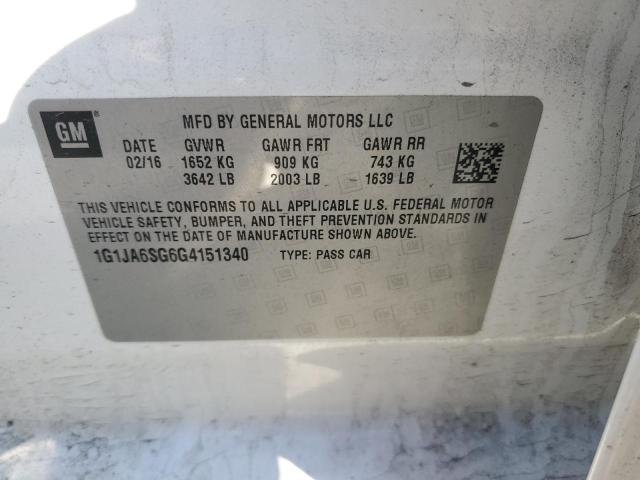 GM®
MFD BY GENERAL MOTORS LLC
DATE GVWR GAWR FRT GAWR RR
02/16 1652 KG 909 KG 743 KG
3642 LB 2003 LB 1639 LB
THIS VEHICLE CONFORMS TO ALL APPLICABLE U.S. FEDERAL MOTOR
VEHICLE SAFETY, BUMPER, AND THEFT PREVENTION STANDARDS IN
EFFECT ON THE DATE OF MANUFACTURE SHOWN ABOVE.
1G1JA6SG6G4151340 TYPE: PASS CAR